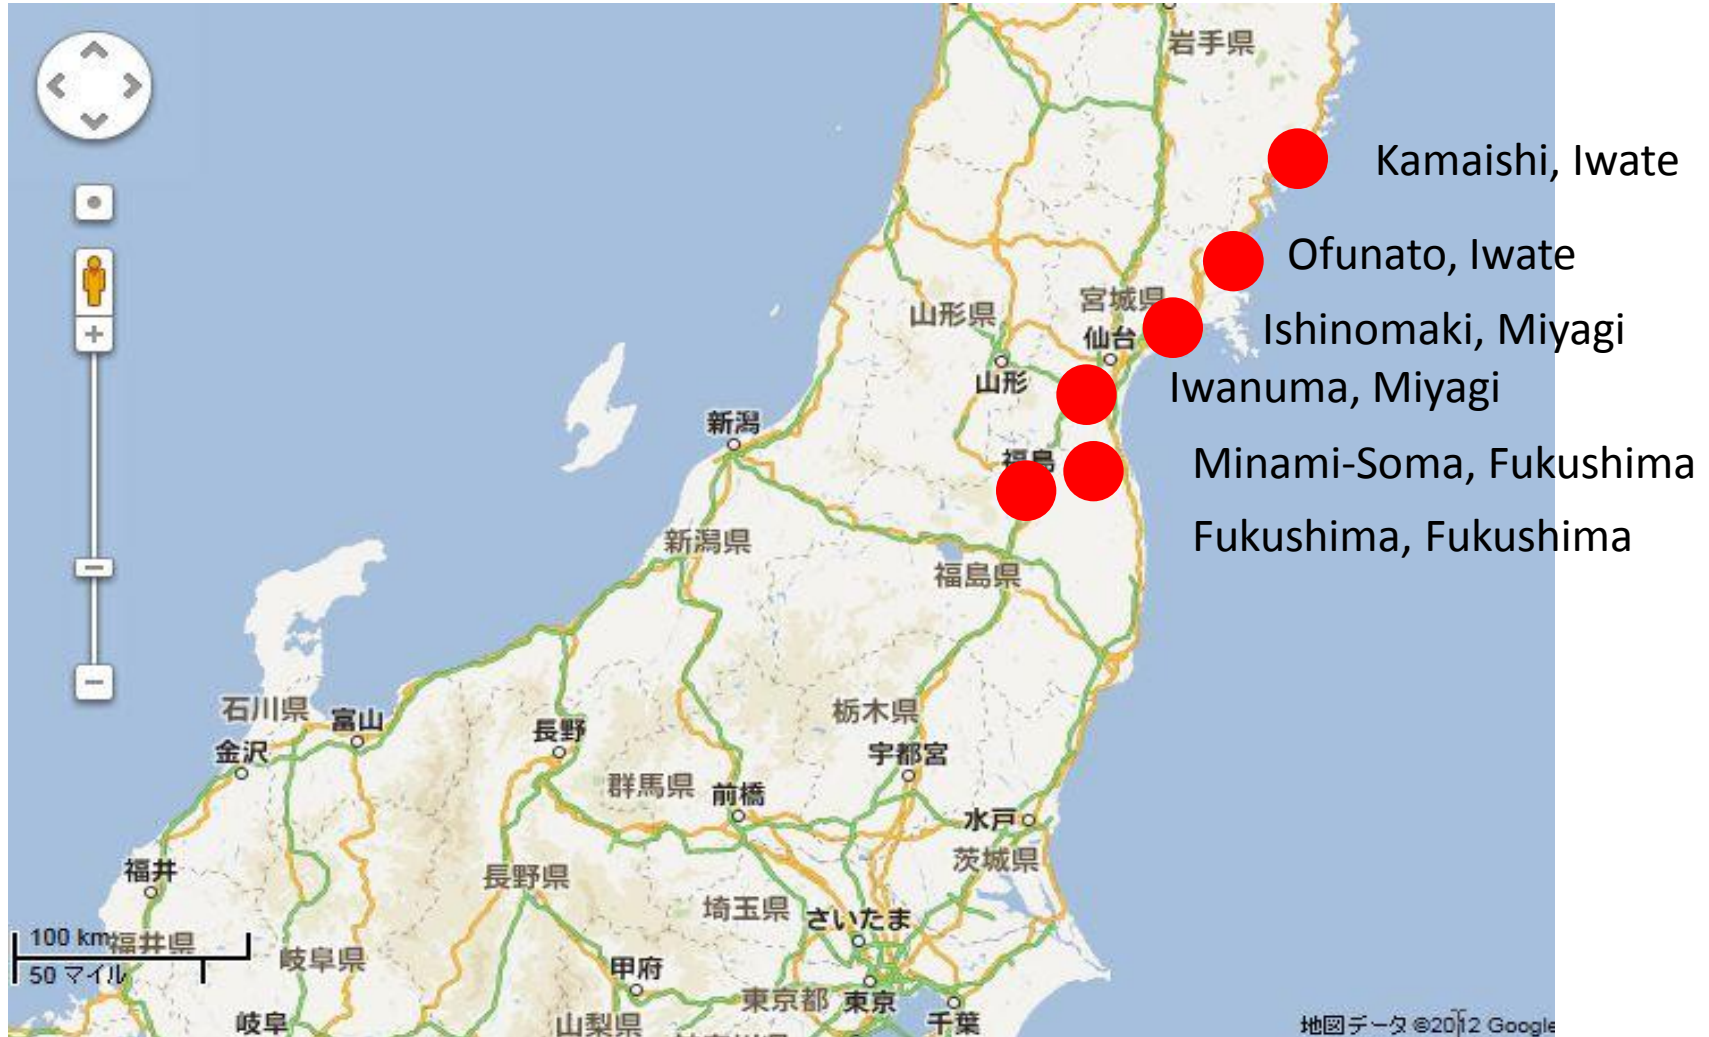 岩手県
Kamaishi, Iwate
Ofunato, Iwate
宮城県
山形県
Ishinomaki, Miyagi
仙台
山形
Iwanuma, Miyagi
新潟
福島
Minami-Soma, Fukushima
Fukushima, Fukushima
新潟県
福島県
石川県
富山
栃木県
長野
金沢
宇都宮
群馬県
前橋
水戸
茨城県
福井
長野県
埼玉県
さいたま
100 km
福井県
岐阜県
50 マイル
甲府
東京都
東京
岐阜
山梨県
千葉
地図データ ©2012 Google